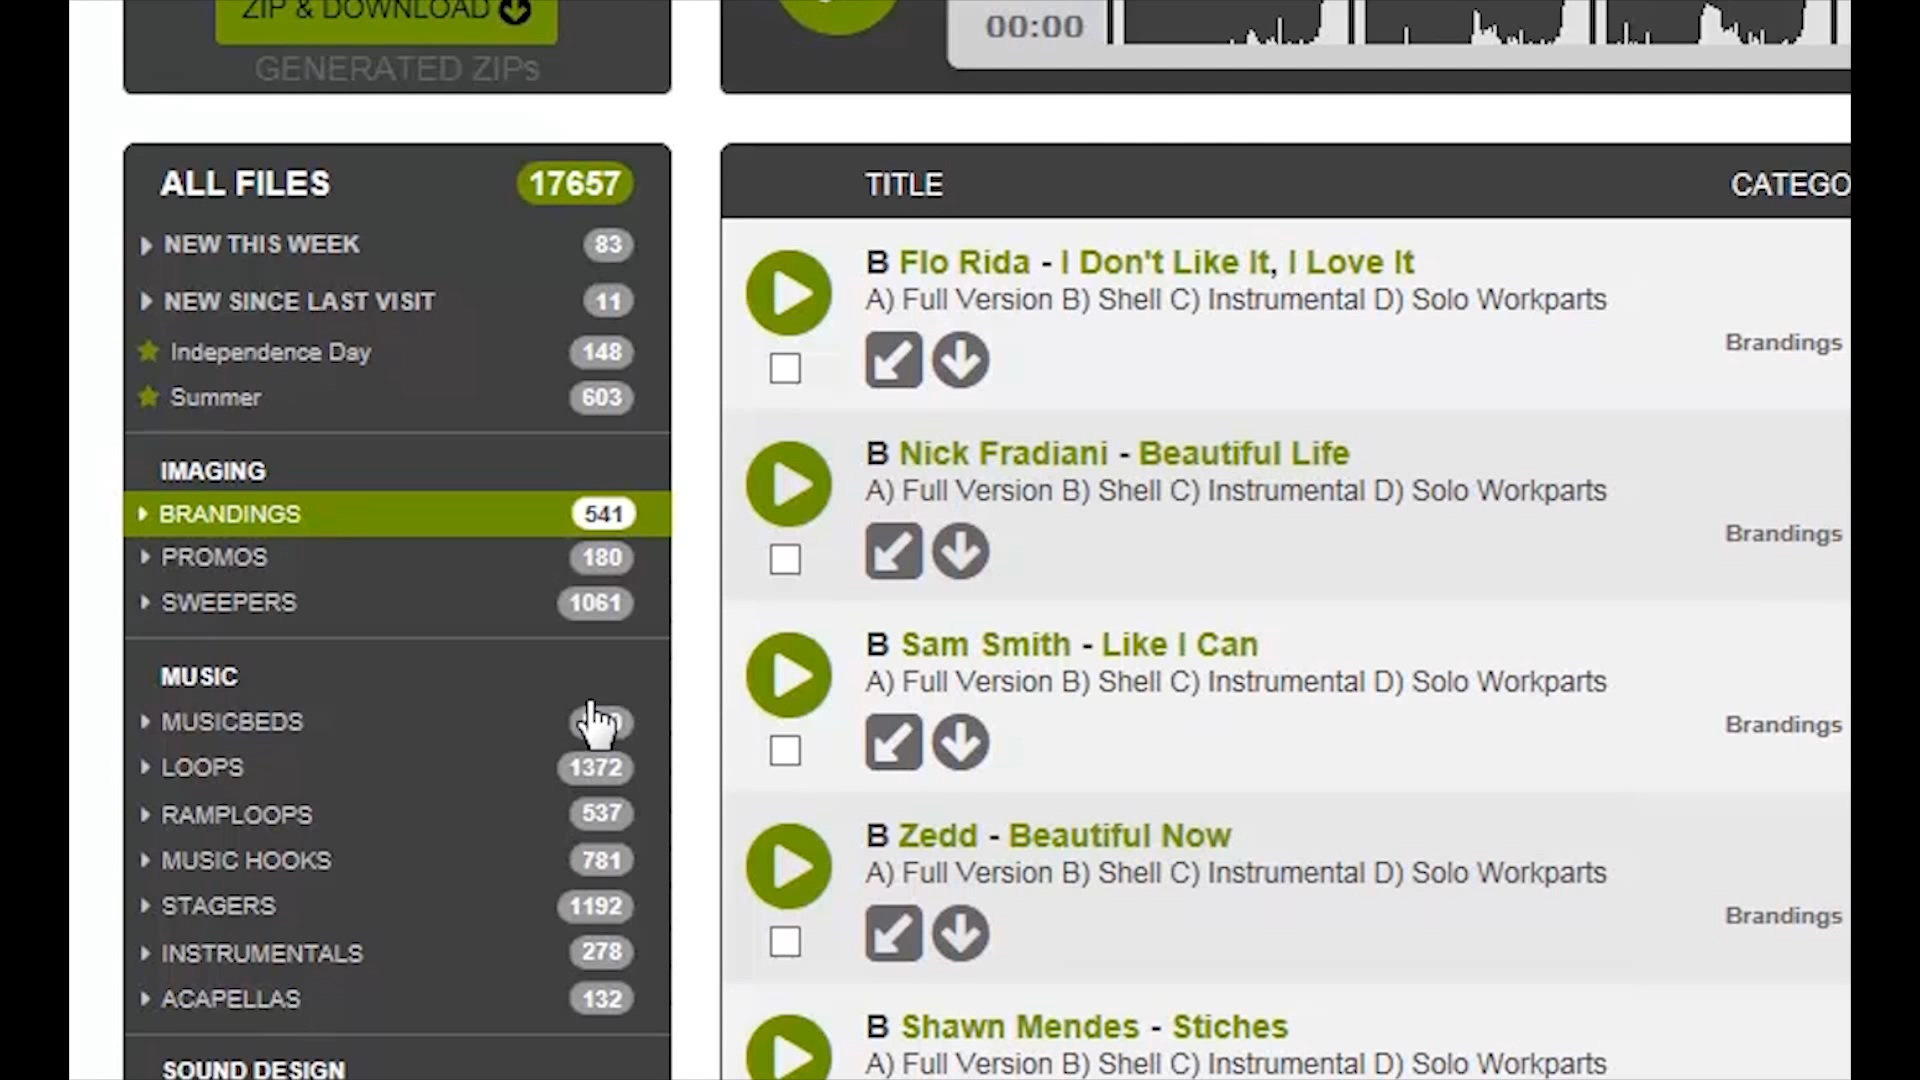 ZIP & DOWNLOAD
GENERATED ZIPs
00:00
ALL FILES 17657
NEW THIS WEEK 83
NEW SINCE LAST VISIT 11
Independence Day 148
Summer 603
IMAGING
BRANDINGS 541
PROMOS 180
SWEEPERS 1061
MUSIC
MUSICBEDS
LOOPS 1372
RAMPLOOPS 537
MUSIC HOOKS 781
STAGERS 1192
INSTRUMENTALS 278
ACAPELLAS 132
SOUND DESIGN
TITLE CATEGO
B Flo Rida - I Don't Like It, I Love It
A) Full Version B) Shell C) Instrumental D) Solo Workparts
Brandings
B Nick Fradiani - Beautiful Life
A) Full Version B) Shell C) Instrumental D) Solo Workparts
Brandings
B Sam Smith - Like I Can
A) Full Version B) Shell C) Instrumental D) Solo Workparts
Brandings
B Zedd - Beautiful Now
A) Full Version B) Shell C) Instrumental D) Solo Workparts
Brandings
B Shawn Mendes - Stiches
A) Full Version B) Shell C) Instrumental D) Solo Workparts